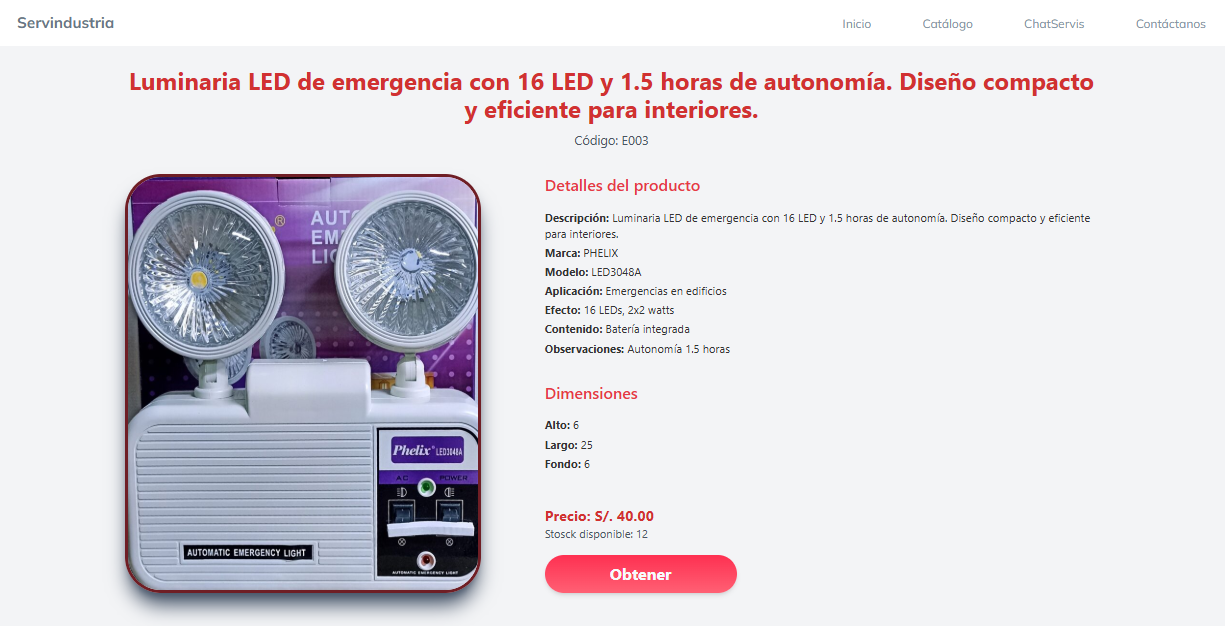 Servindustria
Inicio
Catálogo
ChatServis
Contáctanos
Luminaria LED de emergencia con 16 LED y 1.5 horas de autonomía. Diseño compacto
y eficiente para interiores.
Código: E003
AUTO
EM
LIG
®
Phelix® LED3048A
AC POWER
AUTOMATIC EMERGENCY LIGHT
AUTOMATIC EMERGENCY LIGHT
Detalles del producto
Descripción: Luminaria LED de emergencia con 16 LED y 1.5 horas de autonomía. Diseño compacto y eficiente
para interiores.
Marca: PHELIX
Modelo: LED3048A
Aplicación: Emergencias en edificios
Efecto: 16 LEDs, 2x2 watts
Contenido: Batería integrada
Observaciones: Autonomía 1.5 horas
Dimensiones
Alto: 6
Largo: 25
Fondo: 6
Precio: S/. 40.00
Stosck disponible: 12
Obtener